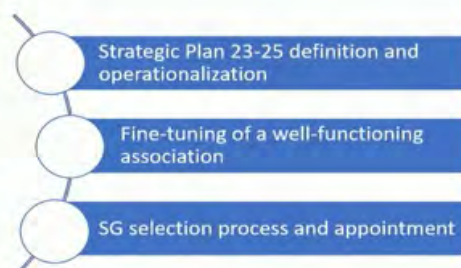 Strategic Plan 23-25 definition and
operationalization
Fine-tuning of a well-functioning
association
SG selection process and appointment